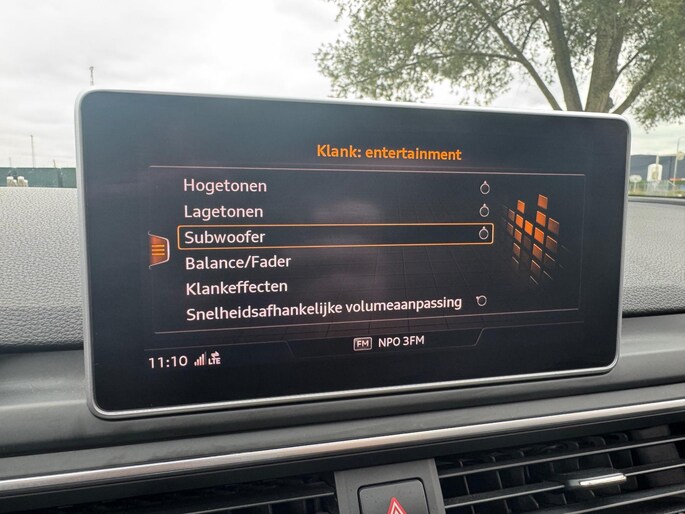 Klank: entertainment
Hogetonen
Lagetonen
Subwoofer
Balance/Fader
Klankeffecten
Snelheidsafhankelijke volumeaanpassing
FM NPO 3FM
11:10 LTE